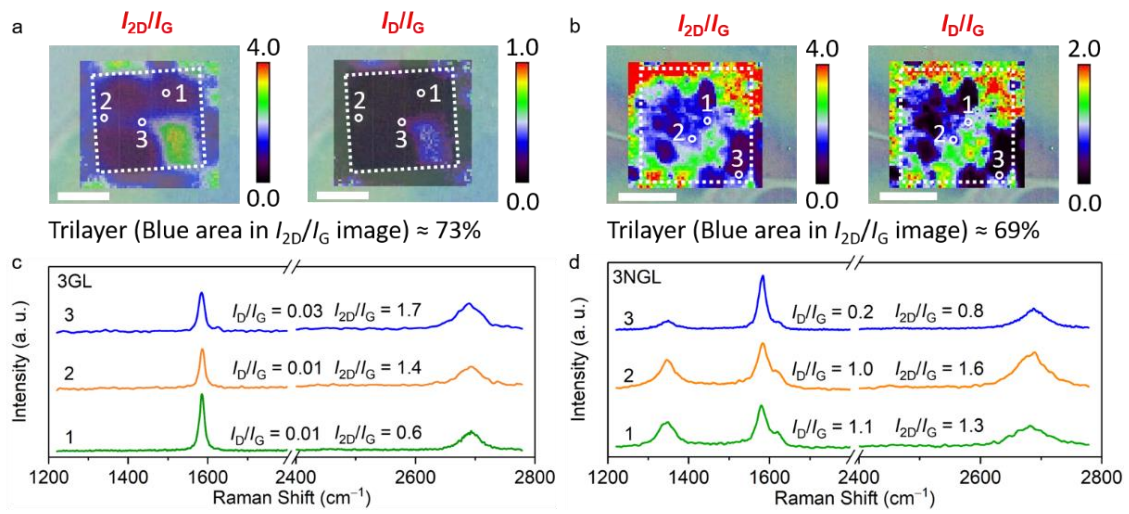 a
I2D/IG
4.0
0.0
1
2
3
ID/IG
1.0
0.0
1
2
3
Trilayer (Blue area in I2D/IG image) ≈ 73%
b
I2D/IG
4.0
0.0
1
2
3
ID/IG
2.0
0.0
1
2
3
Trilayer (Blue area in I2D/IG image) ≈ 69%
c
3GL
3
ID/IG = 0.03 I2D/IG = 1.7
2
ID/IG = 0.01 I2D/IG = 1.4
1
ID/IG = 0.01 I2D/IG = 0.6
Intensity (a. u.)
1200 1400 1600 2400 2600 2800
Raman Shift (cm⁻¹)
d
3NGL
3
ID/IG = 0.2 I2D/IG = 0.8
2
ID/IG = 1.0 I2D/IG = 1.6
1
ID/IG = 1.1 I2D/IG = 1.3
Intensity (a. u.)
1200 1400 1600 2400 2600 2800
Raman Shift (cm⁻¹)